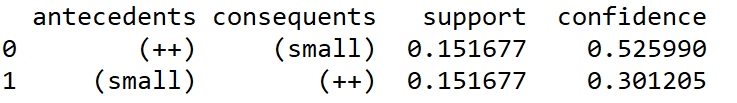 antecedents consequents support confidence
0 (++) (small) 0.151677 0.525990
1 (small) (++) 0.151677 0.301205